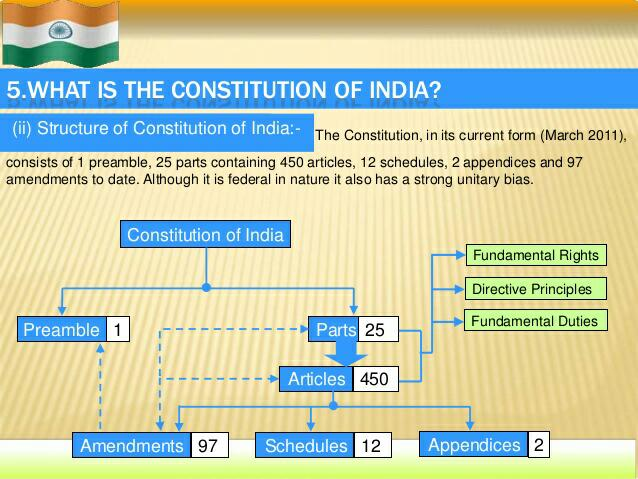 5.WHAT IS THE CONSTITUTION OF INDIA?
(ii) Structure of Constitution of India:- The Constitution, in its current form (March 2011),
consists of 1 preamble, 25 parts containing 450 articles, 12 schedules, 2 appendices and 97
amendments to date. Although it is federal in nature it also has a strong unitary bias.
Constitution of India
Fundamental Rights
Directive Principles
Fundamental Duties
Preamble 1
Parts 25
Articles 450
Amendments 97
Schedules 12
Appendices 2